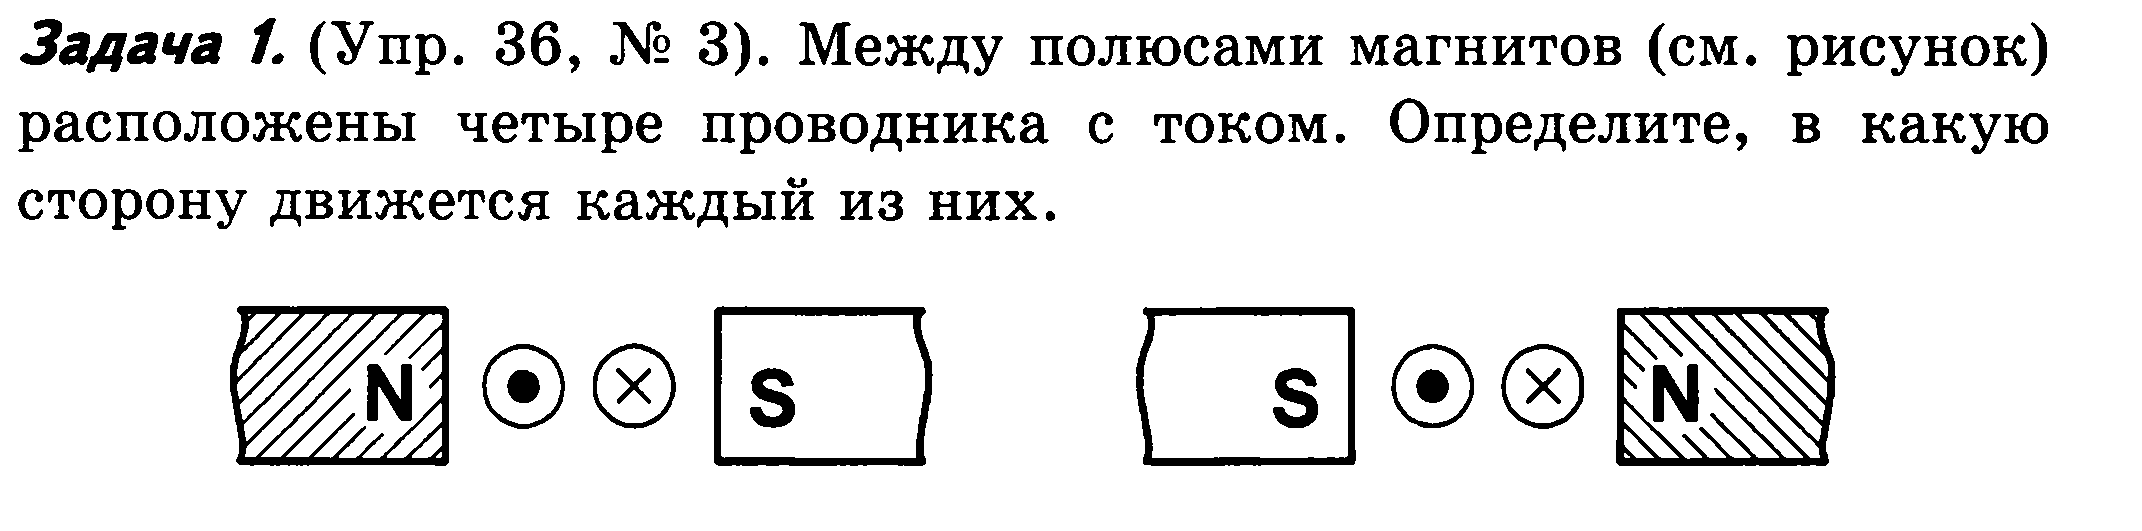 Задача 1. (Упр. 36, № 3). Между полюсами магнитов (см. рисунок)
расположены четыре проводника с током. Определите, в какую
сторону движется каждый из них.
N S S N